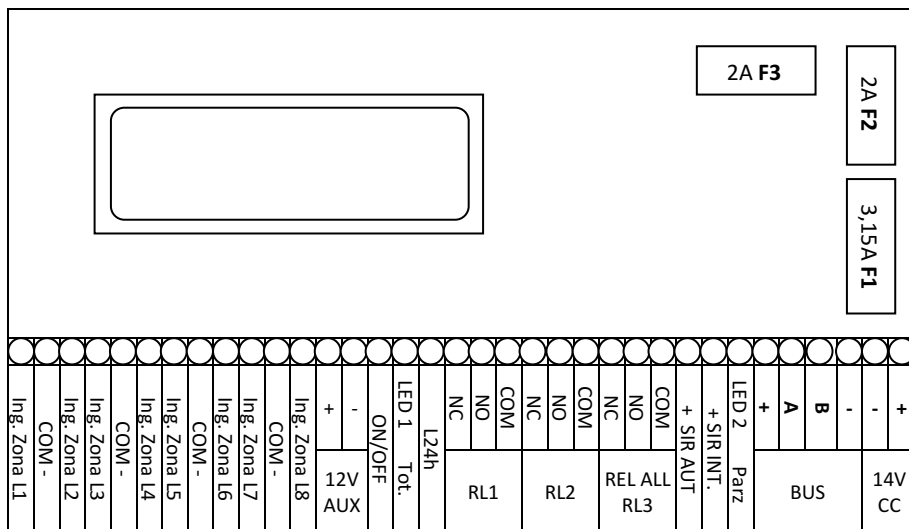 2A F3
2A F2
3,15A F1
Ing. Zona L1
COM -
Ing. Zona L2
Ing. Zona L3
COM -
Ing. Zona L4
Ing. Zona L5
COM -
Ing. Zona L6
Ing. Zona L7
COM -
Ing. Zona L8
+
-
12V
AUX
ON/OFF
LED 1 Tot.
L24h
NC
NO
COM
RL1
NC
NO
COM
RL2
NC
NO
COM
REL ALL
RL3
+ SIR AUT
+ SIR INT.
LED 2 Parz
+
A
B
-
BUS
-
+
14V
CC